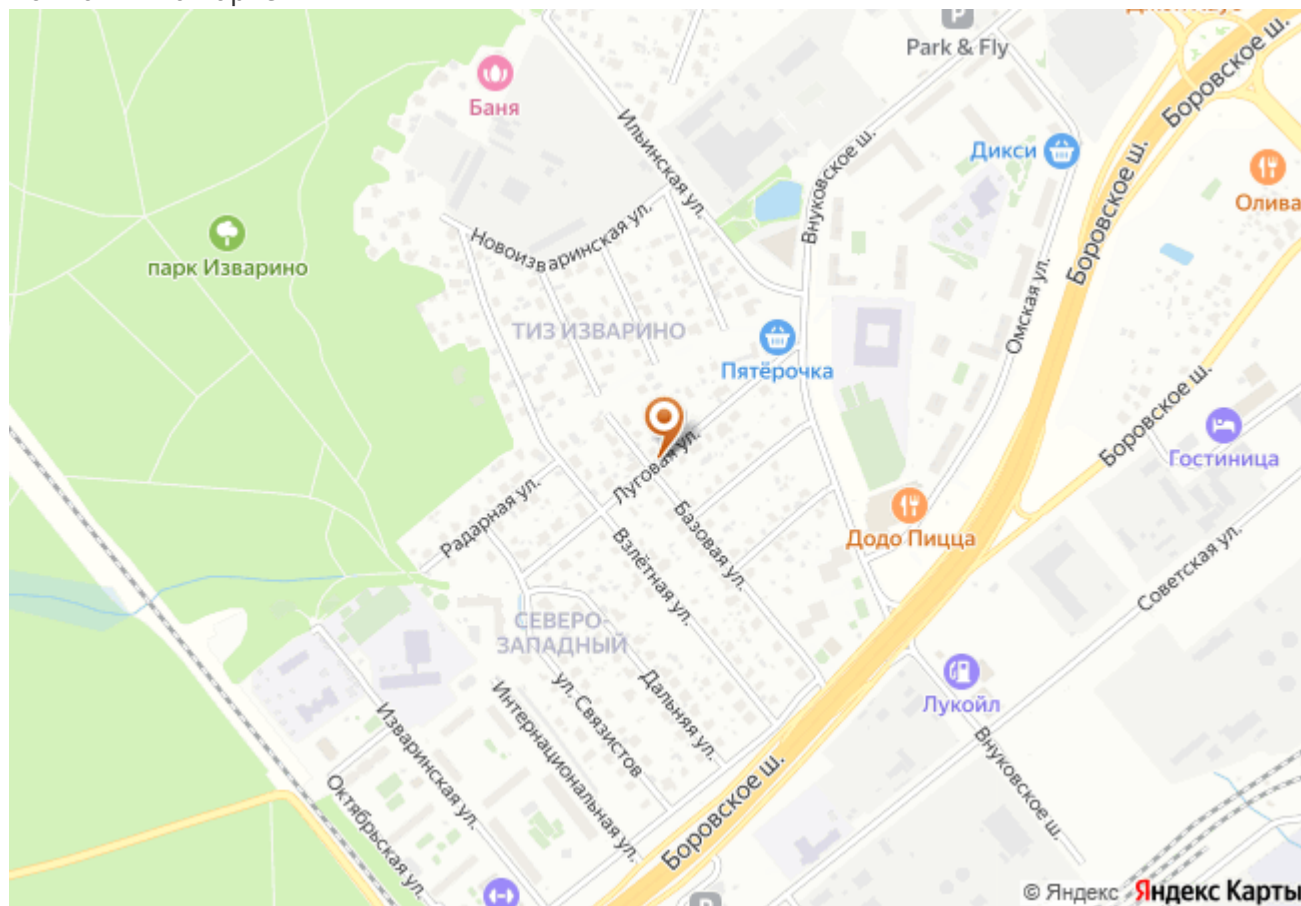 Park & Fly
Боровское ш.
Баня
Ильинская ул.
Внуковское ш.
Дикси
Боровское ш.
Олива
парк Изварино
Новоизваринская ул.
Омская ул.
ТИЗ ИЗВАРИНО
Пятёрочка
Боровское ш.
Гостиница
Луговая ул.
Радарная ул.
Базовая ул.
Додо Пицца
Взлётная ул.
Советская ул.
СЕВЕРО-
ЗАПАДНЫЙ
Дальняя ул.
ул. Связистов
Интернациональная ул.
Лукойл
Изваринская ул.
Внуковское ш.
Октябрьская ул.
Боровское ш.
© Яндекс Яндекс Карты